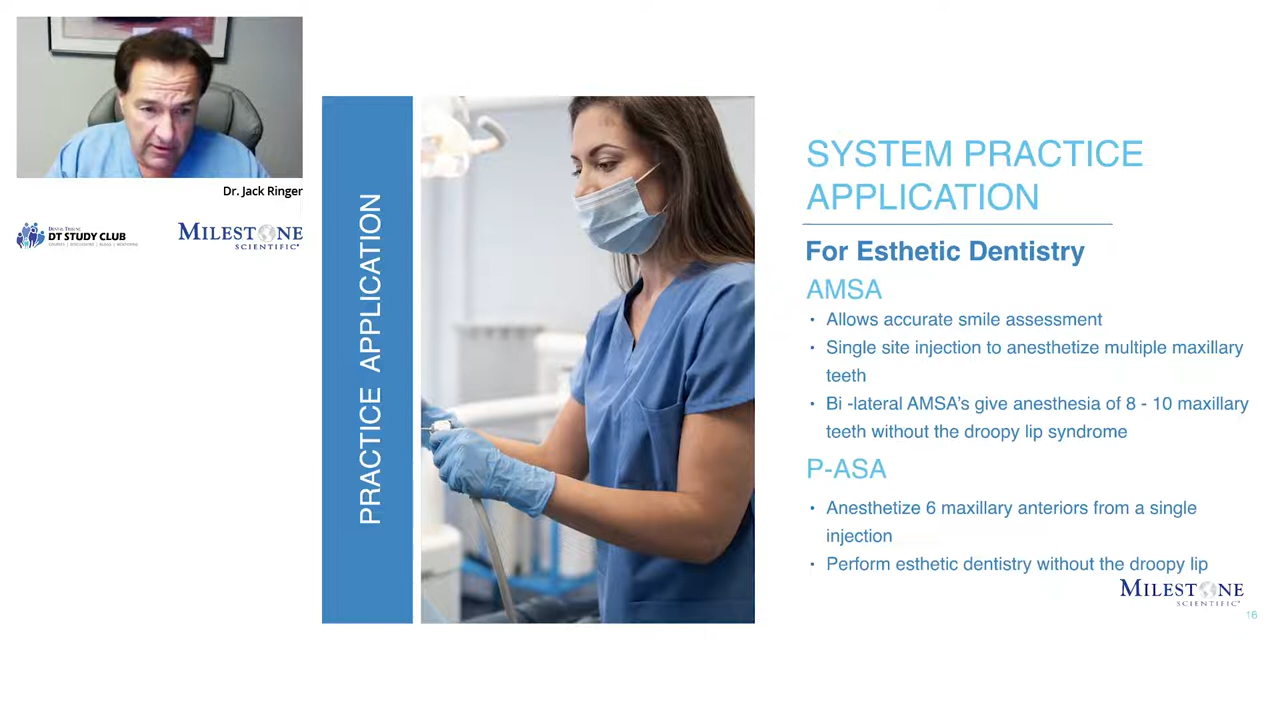 Dr. Jack Ringer
DENTAL TRIBUNE
DT STUDY CLUB
MILESTONE
SCIENTIFIC
PRACTICE APPLICATION
SYSTEM PRACTICE
APPLICATION
For Esthetic Dentistry
AMSA
• Allows accurate smile assessment
• Single site injection to anesthetize multiple maxillary
teeth
• Bi -lateral AMSA's give anesthesia of 8 - 10 maxillary
teeth without the droopy lip syndrome
P-ASA
• Anesthetize 6 maxillary anteriors from a single
injection
• Perform esthetic dentistry without the droopy lip
MILESTONE
SCIENTIFIC
16